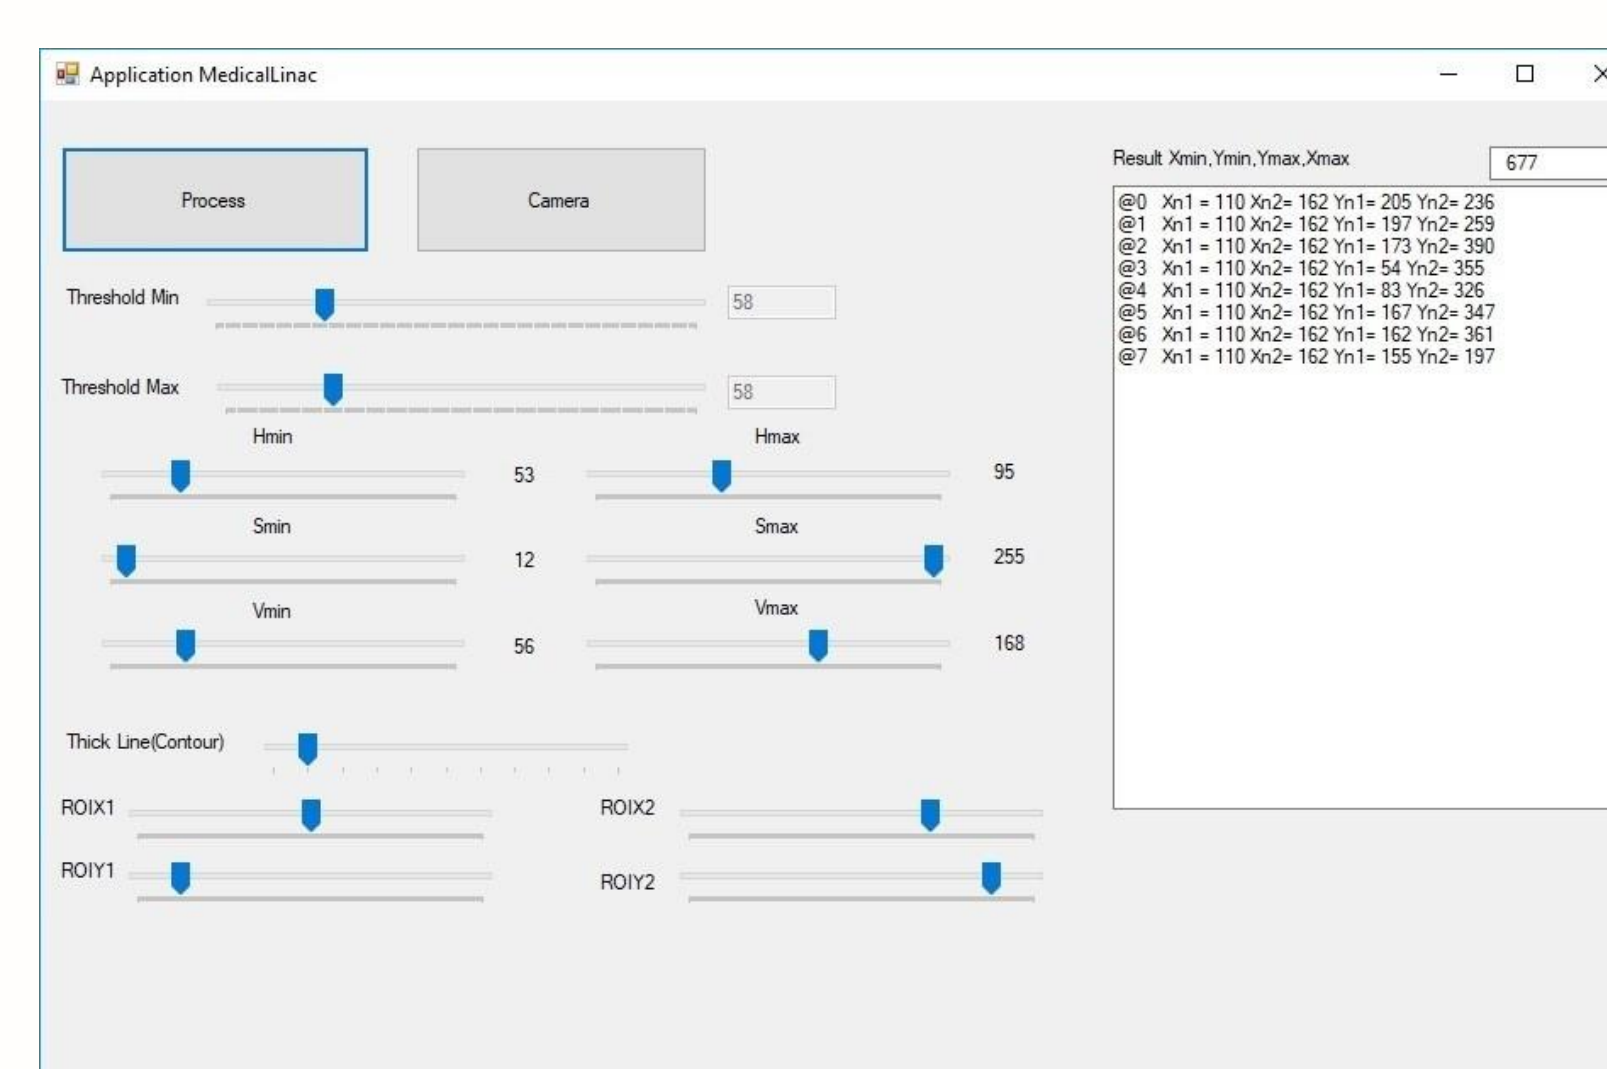 Application MedicalLinac
Process
Camera
Result Xmin,Ymin,Ymax,Xmax
677
@0 Xn1 = 110 Xn2= 162 Yn1= 205 Yn2= 236
@1 Xn1 = 110 Xn2= 162 Yn1= 197 Yn2= 259
@2 Xn1 = 110 Xn2= 162 Yn1= 173 Yn2= 390
@3 Xn1 = 110 Xn2= 162 Yn1= 54 Yn2= 355
@4 Xn1 = 110 Xn2= 162 Yn1= 83 Yn2= 326
@5 Xn1 = 110 Xn2= 162 Yn1= 167 Yn2= 347
@6 Xn1 = 110 Xn2= 162 Yn1= 162 Yn2= 361
@7 Xn1 = 110 Xn2= 162 Yn1= 155 Yn2= 197
Threshold Min
58
Threshold Max
58
Hmin
53
Hmax
95
Smin
12
Smax
255
Vmin
56
Vmax
168
Thick Line(Contour)
ROIX1
ROIX2
ROIY1
ROIY2